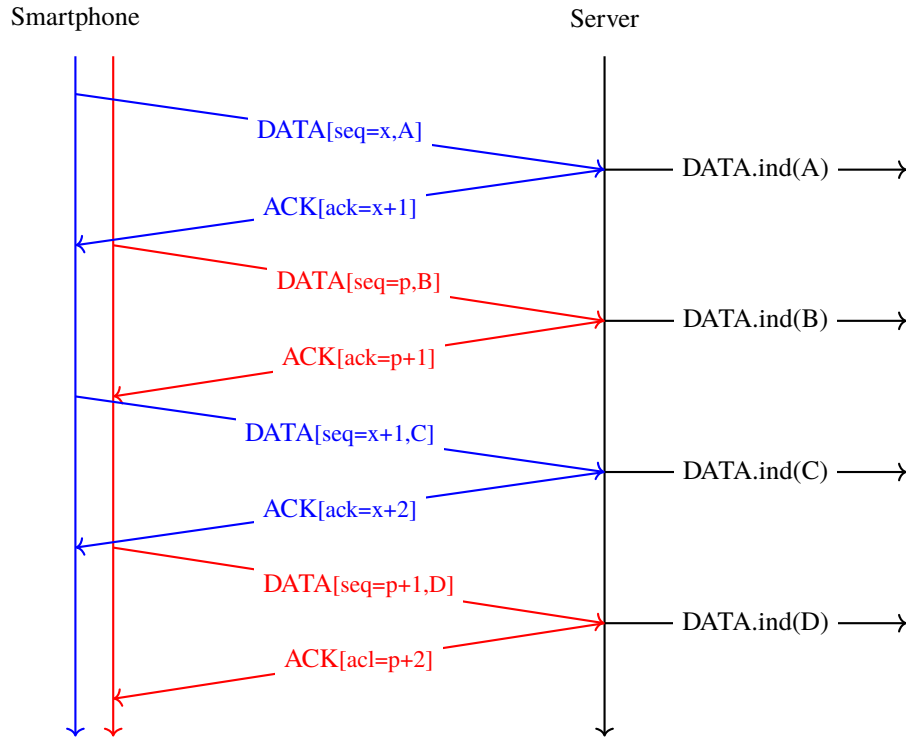 Smartphone
Server
DATA[seq=x,A]
DATA.ind(A)
ACK[ack=x+1]
DATA[seq=p,B]
DATA.ind(B)
ACK[ack=p+1]
DATA[seq=x+1,C]
DATA.ind(C)
ACK[ack=x+2]
DATA[seq=p+1,D]
DATA.ind(D)
ACK[acl=p+2]